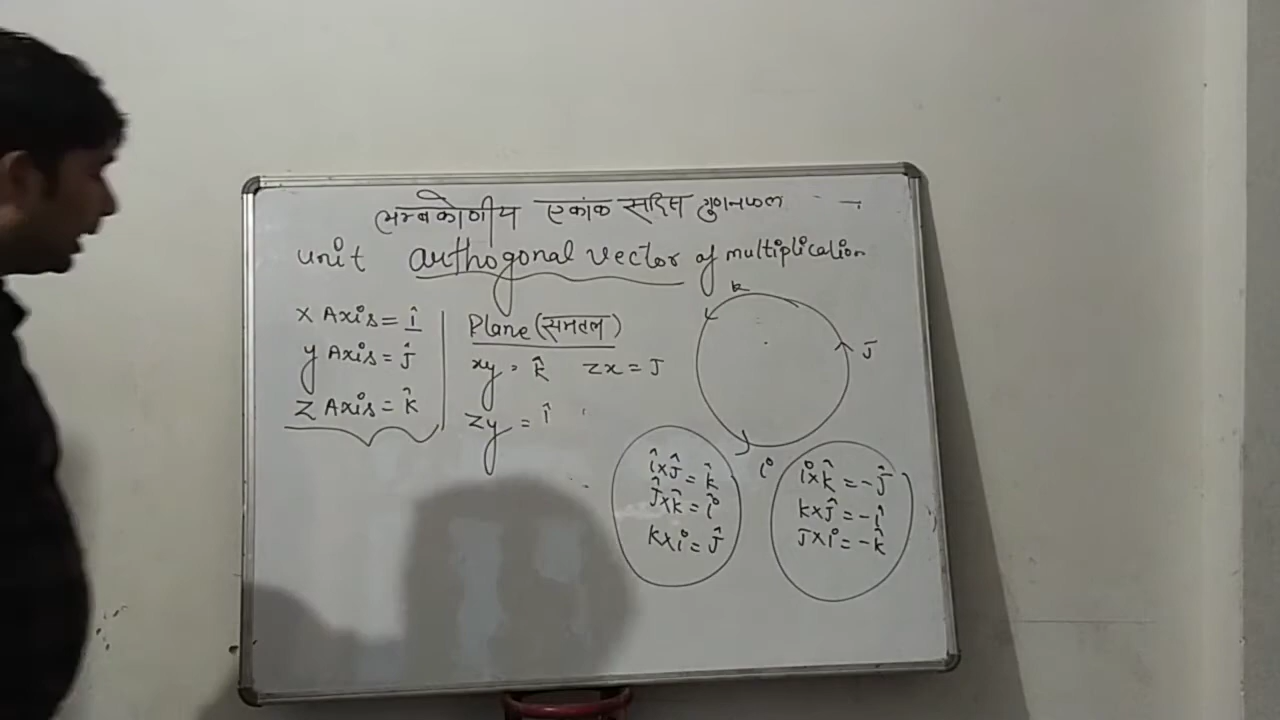 लम्बकोणीय एकांक सदिश गुणनफल -
unit orthogonal vector of multiplication
x Axis = î
y Axis = ĵ
z Axis = k̂
Plane (समतल)
xy = k̂ zx = J
zy = î
k
J
i
î×ĵ = k̂
ĵ×k̂ = î
k×i = ĵ
i×k̂ = -ĵ
k×ĵ = -î
J×i = -k̂